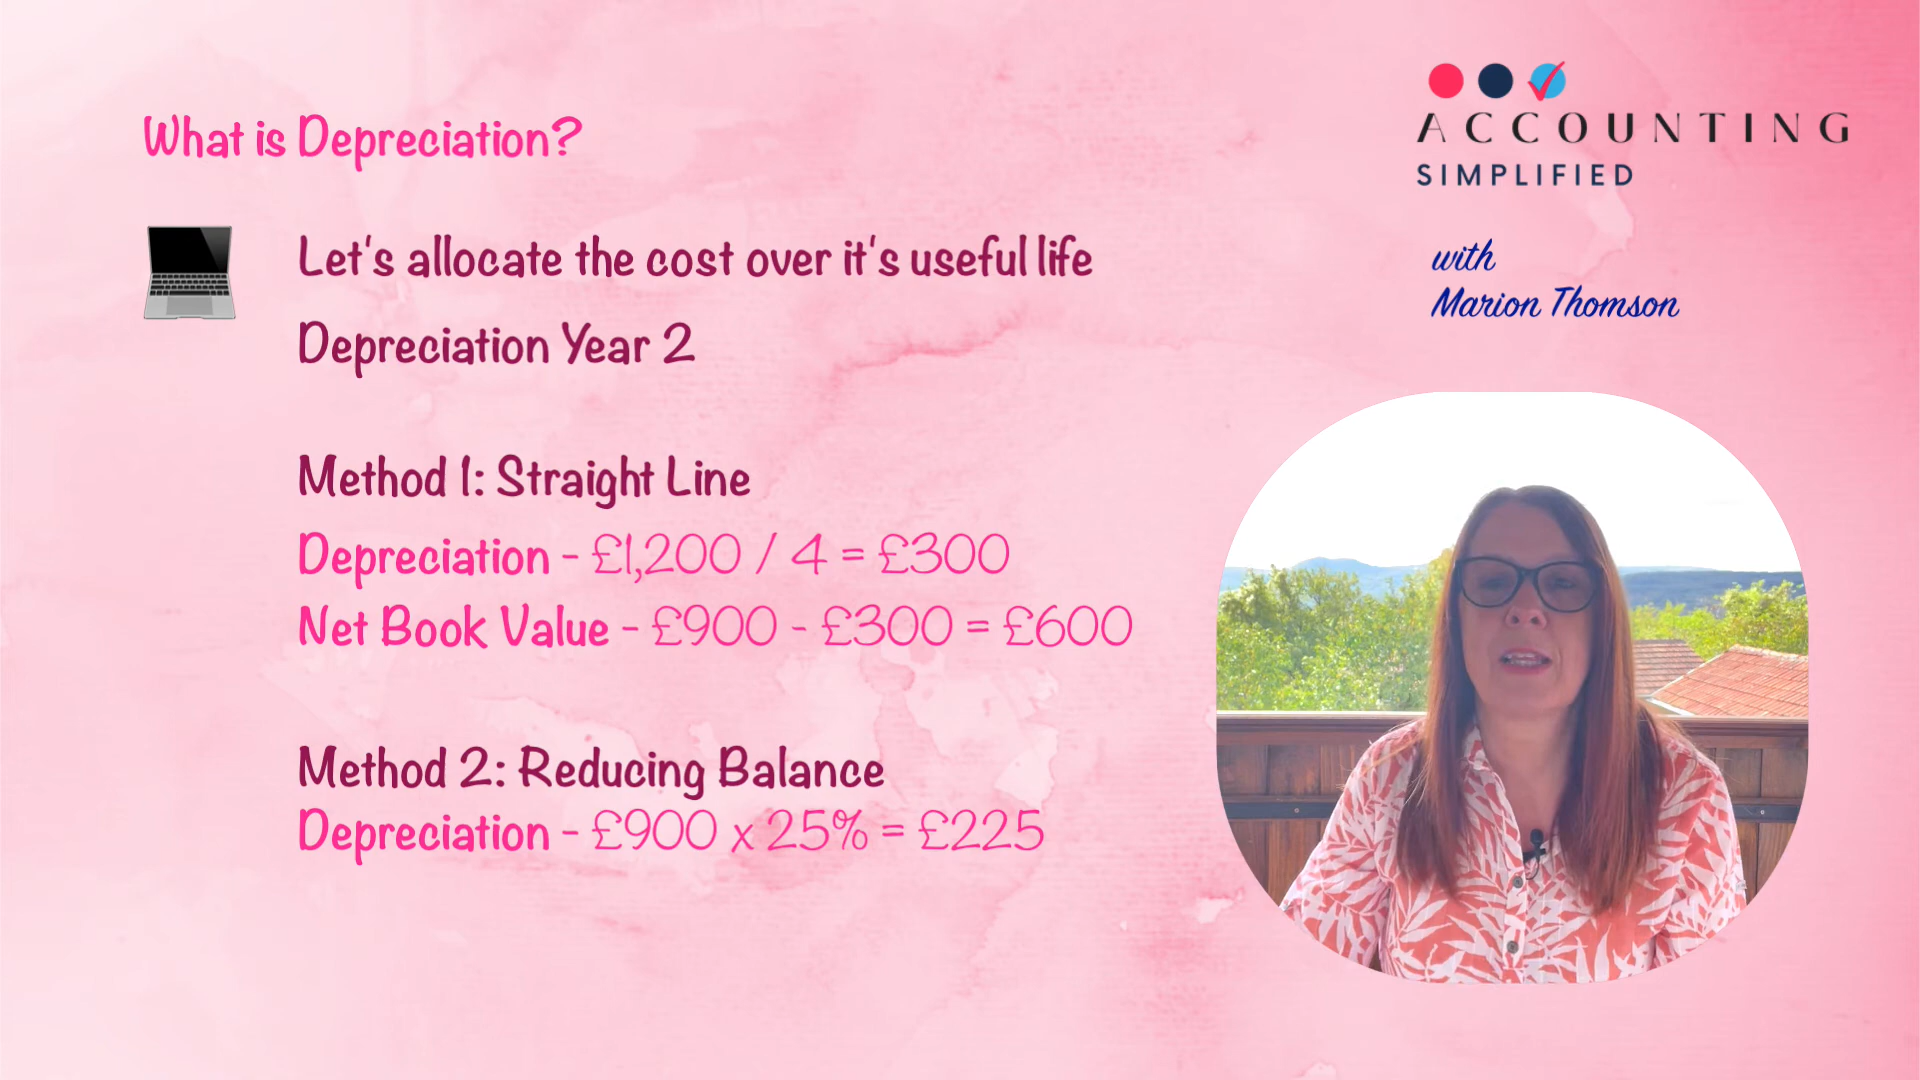 What is Depreciation?
Let's allocate the cost over it's useful life
Depreciation Year 2
Method 1: Straight Line
Depreciation - £1,200 / 4 = £300
Net Book Value - £900 - £300 = £600
Method 2: Reducing Balance
Depreciation - £900 x 25% = £225
ACCOUNTING
SIMPLIFIED
with
Marion Thomson